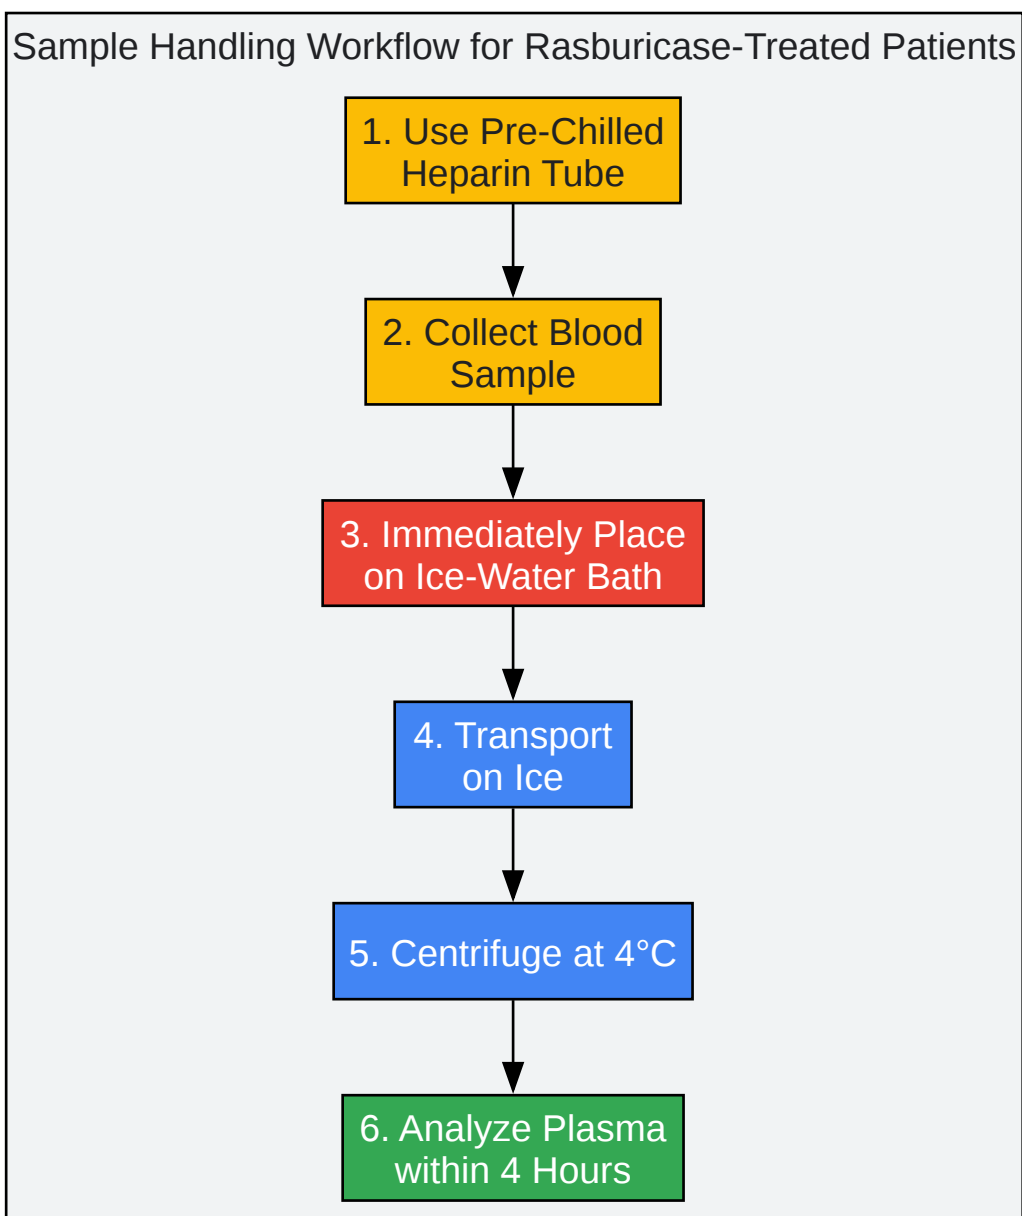 Sample Handling Workflow for Rasburicase-Treated Patients
1. Use Pre-Chilled
Heparin Tube
2. Collect Blood
Sample
3. Immediately Place
on Ice-Water Bath
4. Transport
on Ice
5. Centrifuge at 4°C
6. Analyze Plasma
within 4 Hours